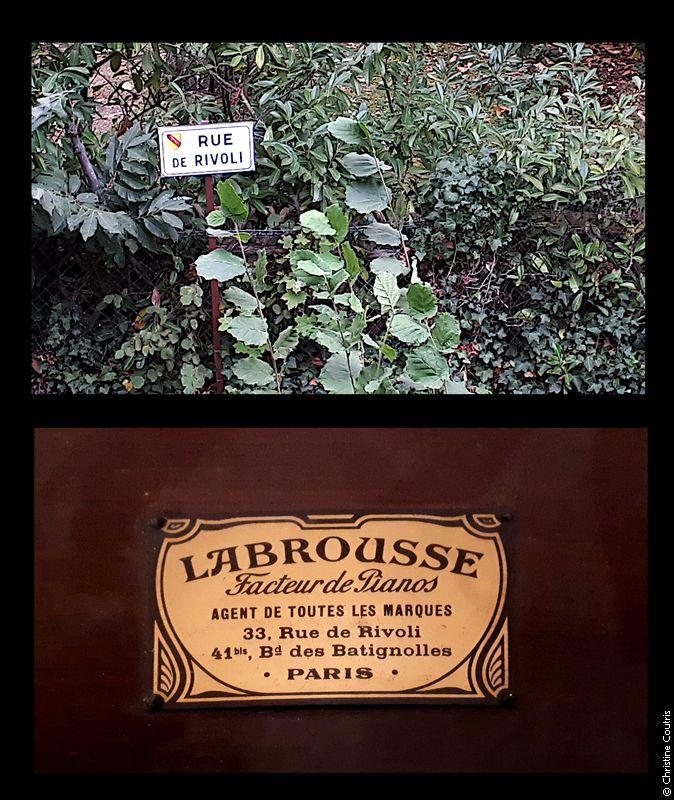 RUE
DE RIVOLI
LABROUSSE
Facteur de Pianos
AGENT DE TOUTES LES MARQUES
33, Rue de Rivoli
41bis, Bd des Batignolles
• PARIS •
© Christine Coutris